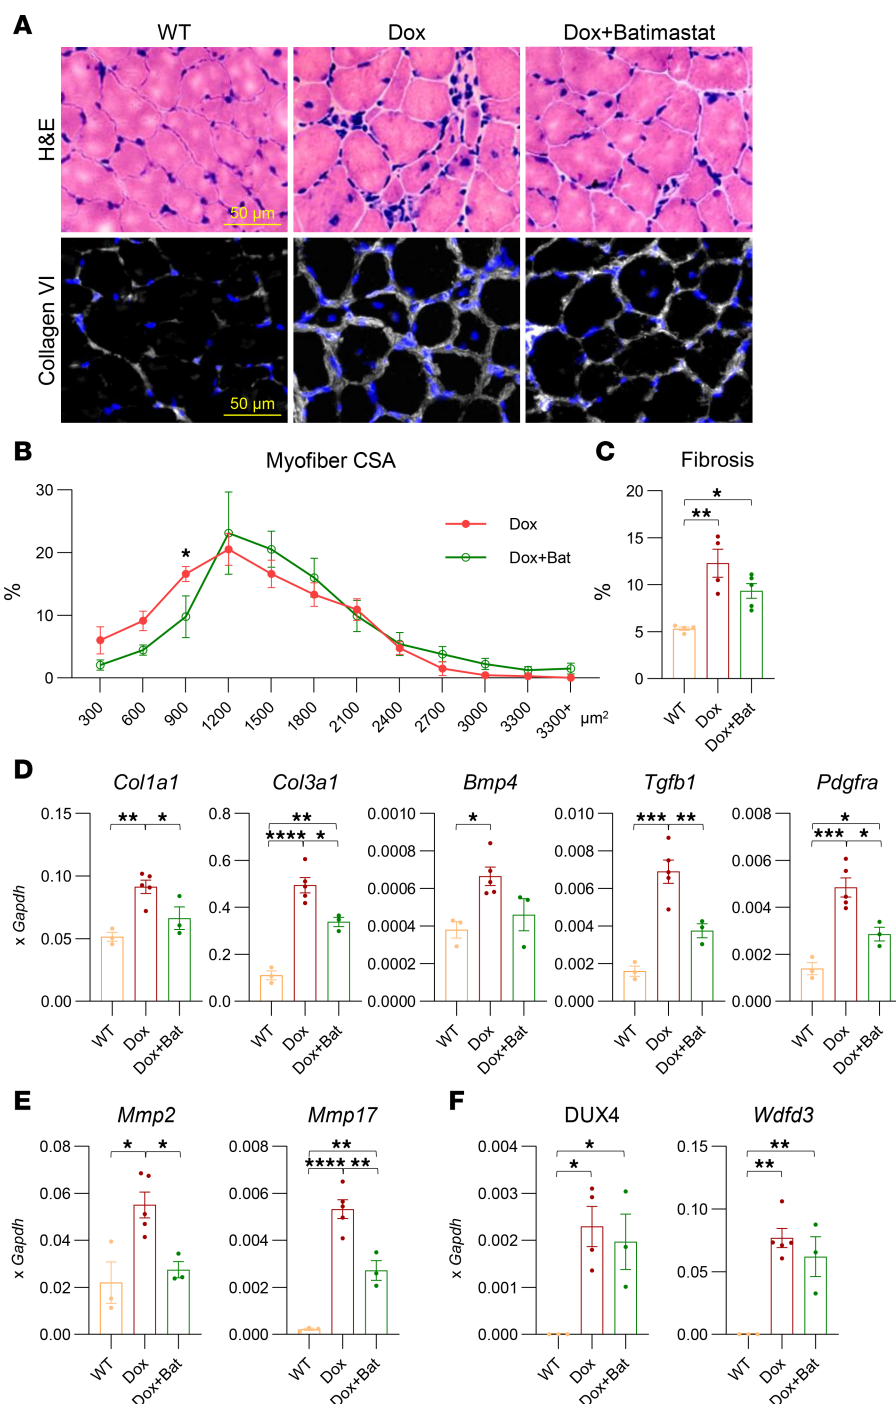 A
WT
Dox
Dox+Batimastat
H&E
50 µm
Collagen VI
50 µm
B
Myofiber CSA
%
30
20
10
0
*
Dox
Dox+Bat
300
600
900
1200
1500
1800
2100
2400
2700
3000
3300
3300+
µm²
C
Fibrosis
%
20
15
10
5
0
*
**
WT
Dox
Dox+Bat
D
x Gapdh
Col1a1
0.15
0.10
0.05
0.00
** *
WT
Dox
Dox+Bat
Col3a1
0.8
0.6
0.4
0.2
0.0
**
**** *
WT
Dox
Dox+Bat
Bmp4
0.0010
0.0008
0.0006
0.0004
0.0002
0.0000
*
WT
Dox
Dox+Bat
Tgfb1
0.010
0.008
0.006
0.004
0.002
0.000
*** **
WT
Dox
Dox+Bat
Pdgfra
0.008
0.006
0.004
0.002
0.000
*
*** *
WT
Dox
Dox+Bat
E
x Gapdh
Mmp2
0.08
0.06
0.04
0.02
0.00
* *
WT
Dox
Dox+Bat
Mmp17
0.008
0.006
0.004
0.002
0.000
**
**** **
WT
Dox
Dox+Bat
F
x Gapdh
DUX4
0.004
0.003
0.002
0.001
0.000
*
*
WT
Dox
Dox+Bat
Wdfd3
0.15
0.10
0.05
0.00
**
**
WT
Dox
Dox+Bat